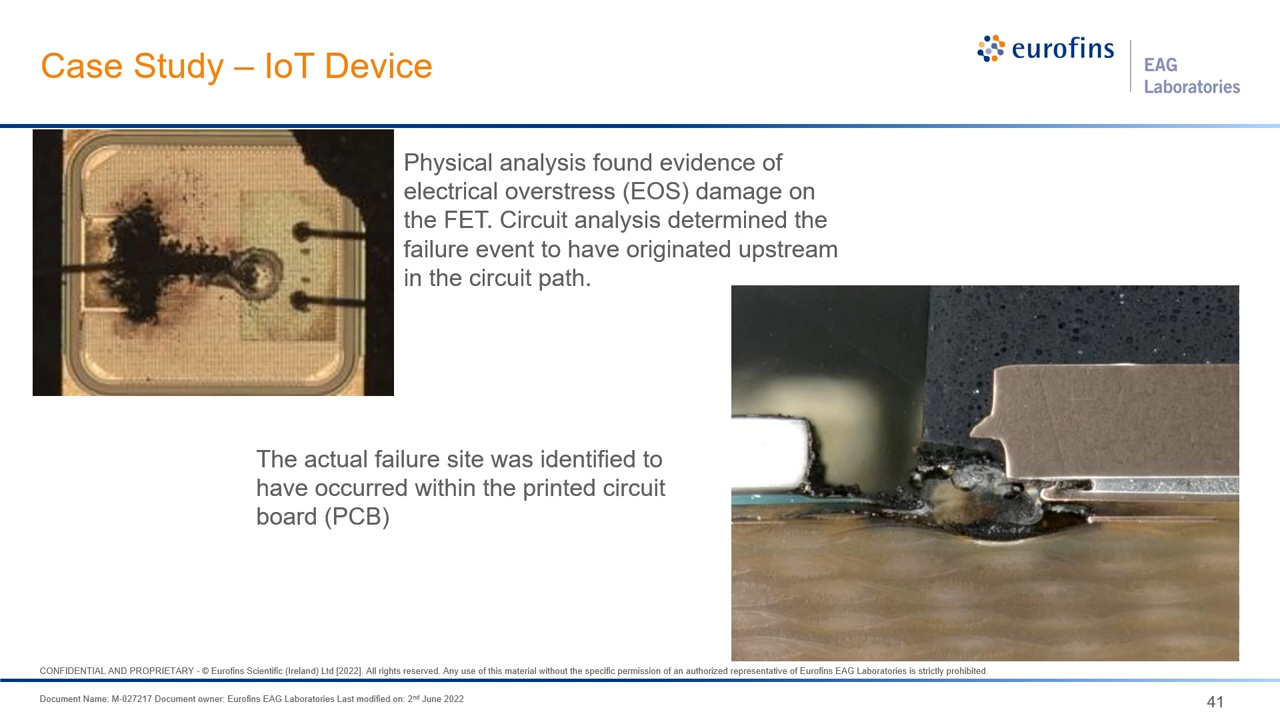 Case Study – IoT Device
eurofins
EAG
Laboratories
Physical analysis found evidence of
electrical overstress (EOS) damage on
the FET. Circuit analysis determined the
failure event to have originated upstream
in the circuit path.
The actual failure site was identified to
have occurred within the printed circuit
board (PCB)
CONFIDENTIAL AND PROPRIETARY - © Eurofins Scientific (Ireland) Ltd [2022]. All rights reserved. Any use of this material without the specific permission of an authorized representative of Eurofins EAG Laboratories is strictly prohibited.
Document Name: M-027217 Document owner: Eurofins EAG Laboratories Last modified on: 2nd June 2022
41